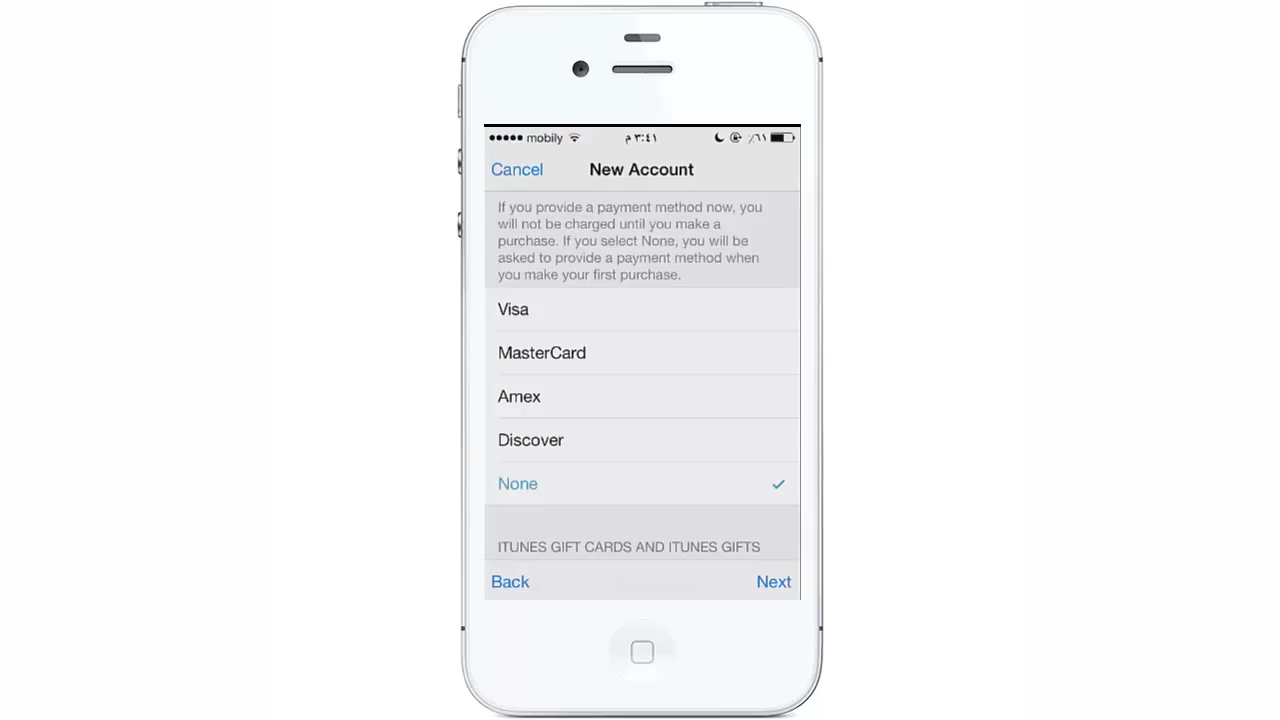 mobily ٣:٤١ م ٪٦١
Cancel New Account
If you provide a payment method now, you
will not be charged until you make a
purchase. If you select None, you will be
asked to provide a payment method when
you make your first purchase.
Visa
MasterCard
Amex
Discover
None
ITUNES GIFT CARDS AND ITUNES GIFTS
Back Next